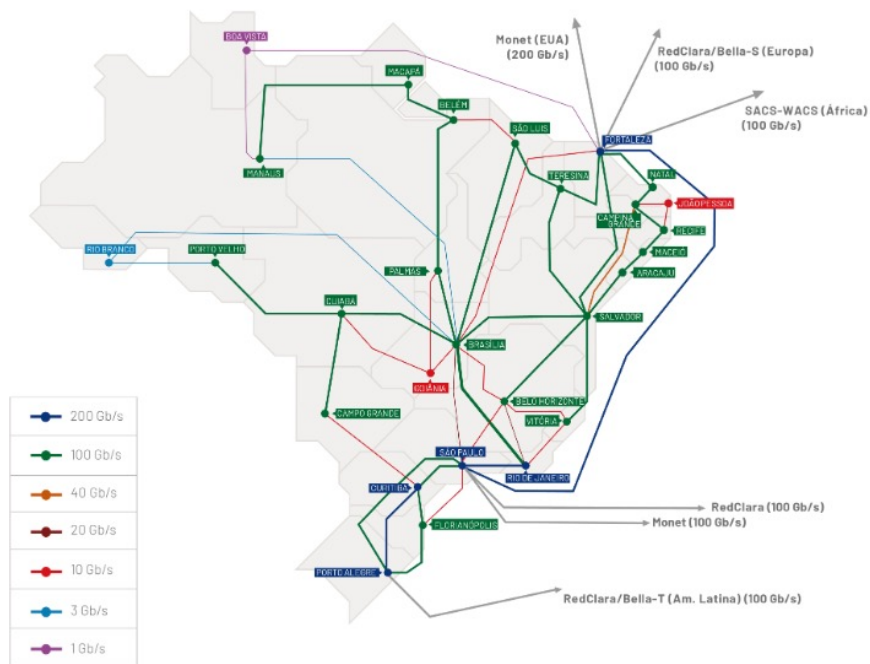 Monet (EUA)
(200 Gb/s)
RedClara/Bella-S (Europa)
(100 Gb/s)
SACS-WACS (África)
(100 Gb/s)
BOA VISTA
MACAPÁ
BELÉM
SÃO LUIS
FORTALEZA
MANAUS
TERESINA
NATAL
CAMPINA
GRANDE
JOÃO PESSOA
RECIFE
RIO BRANCO
PORTO VELHO
MACEIO
PALMAS
ARACAJU
CUIABÁ
SALVADOR
BRASÍLIA
GOIÂNIA
BELO HORIZONTE
CAMPO GRANDE
VITÓRIA
SÃO PAULO
RIO DE JANEIRO
CURITIBA
FLORIANÓPOLIS
PORTO ALEGRE
RedClara (100 Gb/s)
Monet (100 Gb/s)
RedClara/Bella-T (Am. Latina) (100 Gb/s)
200 Gb/s
100 Gb/s
40 Gb/s
20 Gb/s
10 Gb/s
3 Gb/s
1 Gb/s